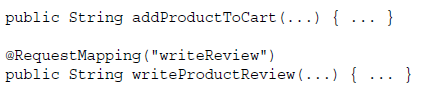 public String addProductToCart(...) { ... }
@RequestMapping("writeReview")
public String writeProductReview(...) { ... }